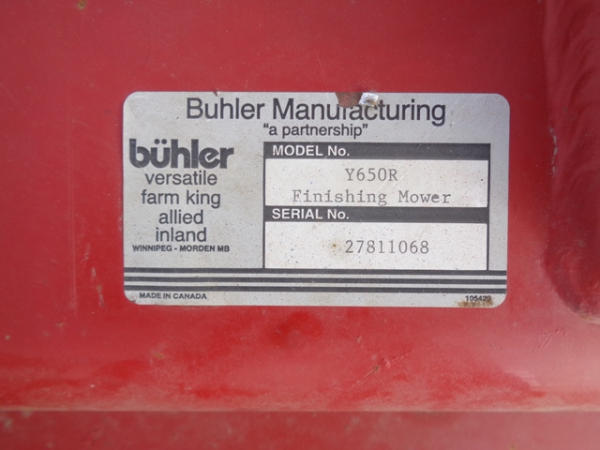 Buhler Manufacturing
"a partnership"
bühler
versatile
farm king
allied
inland
WINNIPEG - MORDEN MB
MODEL No.
Y650R
Finishing Mower
SERIAL No.
27811068
MADE IN CANADA
105429